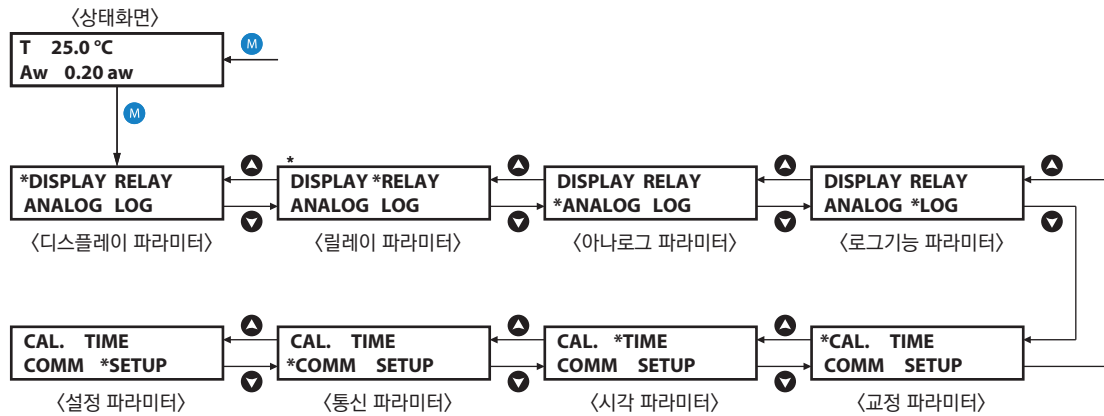 〈상태화면〉
T 25.0 °C
Aw 0.20 aw
M
M
*
*DISPLAY RELAY
ANALOG LOG
〈디스플레이 파라미터〉
DISPLAY *RELAY
ANALOG LOG
〈릴레이 파라미터〉
DISPLAY RELAY
*ANALOG LOG
〈아나로그 파라미터〉
DISPLAY RELAY
ANALOG *LOG
〈로그기능 파라미터〉
CAL. TIME
COMM *SETUP
〈설정 파라미터〉
CAL. TIME
*COMM SETUP
〈통신 파라미터〉
CAL. *TIME
COMM SETUP
〈시각 파라미터〉
*CAL. TIME
COMM SETUP
〈교정 파라미터〉